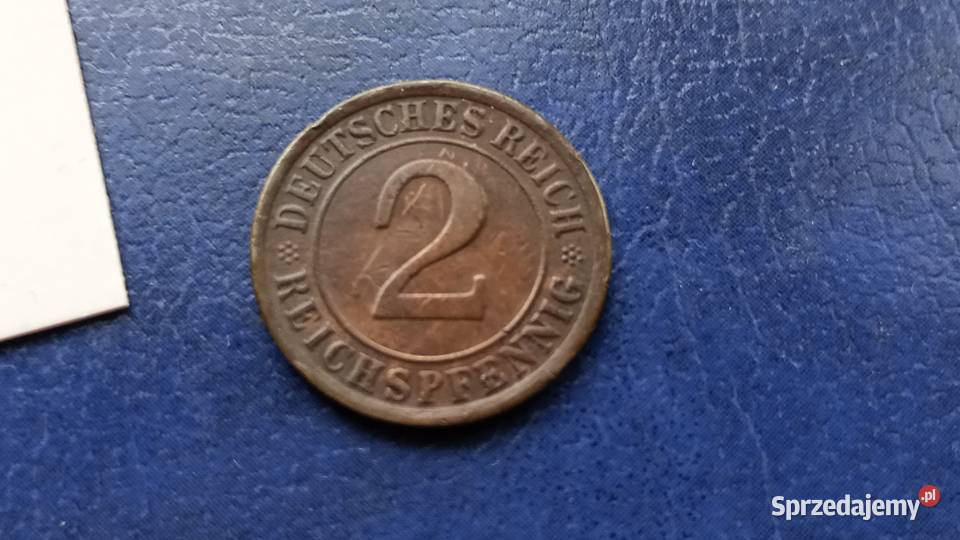 DEUTSCHES REICH
2
* REICHSPFENNIG *
Sprzedajemy.pl